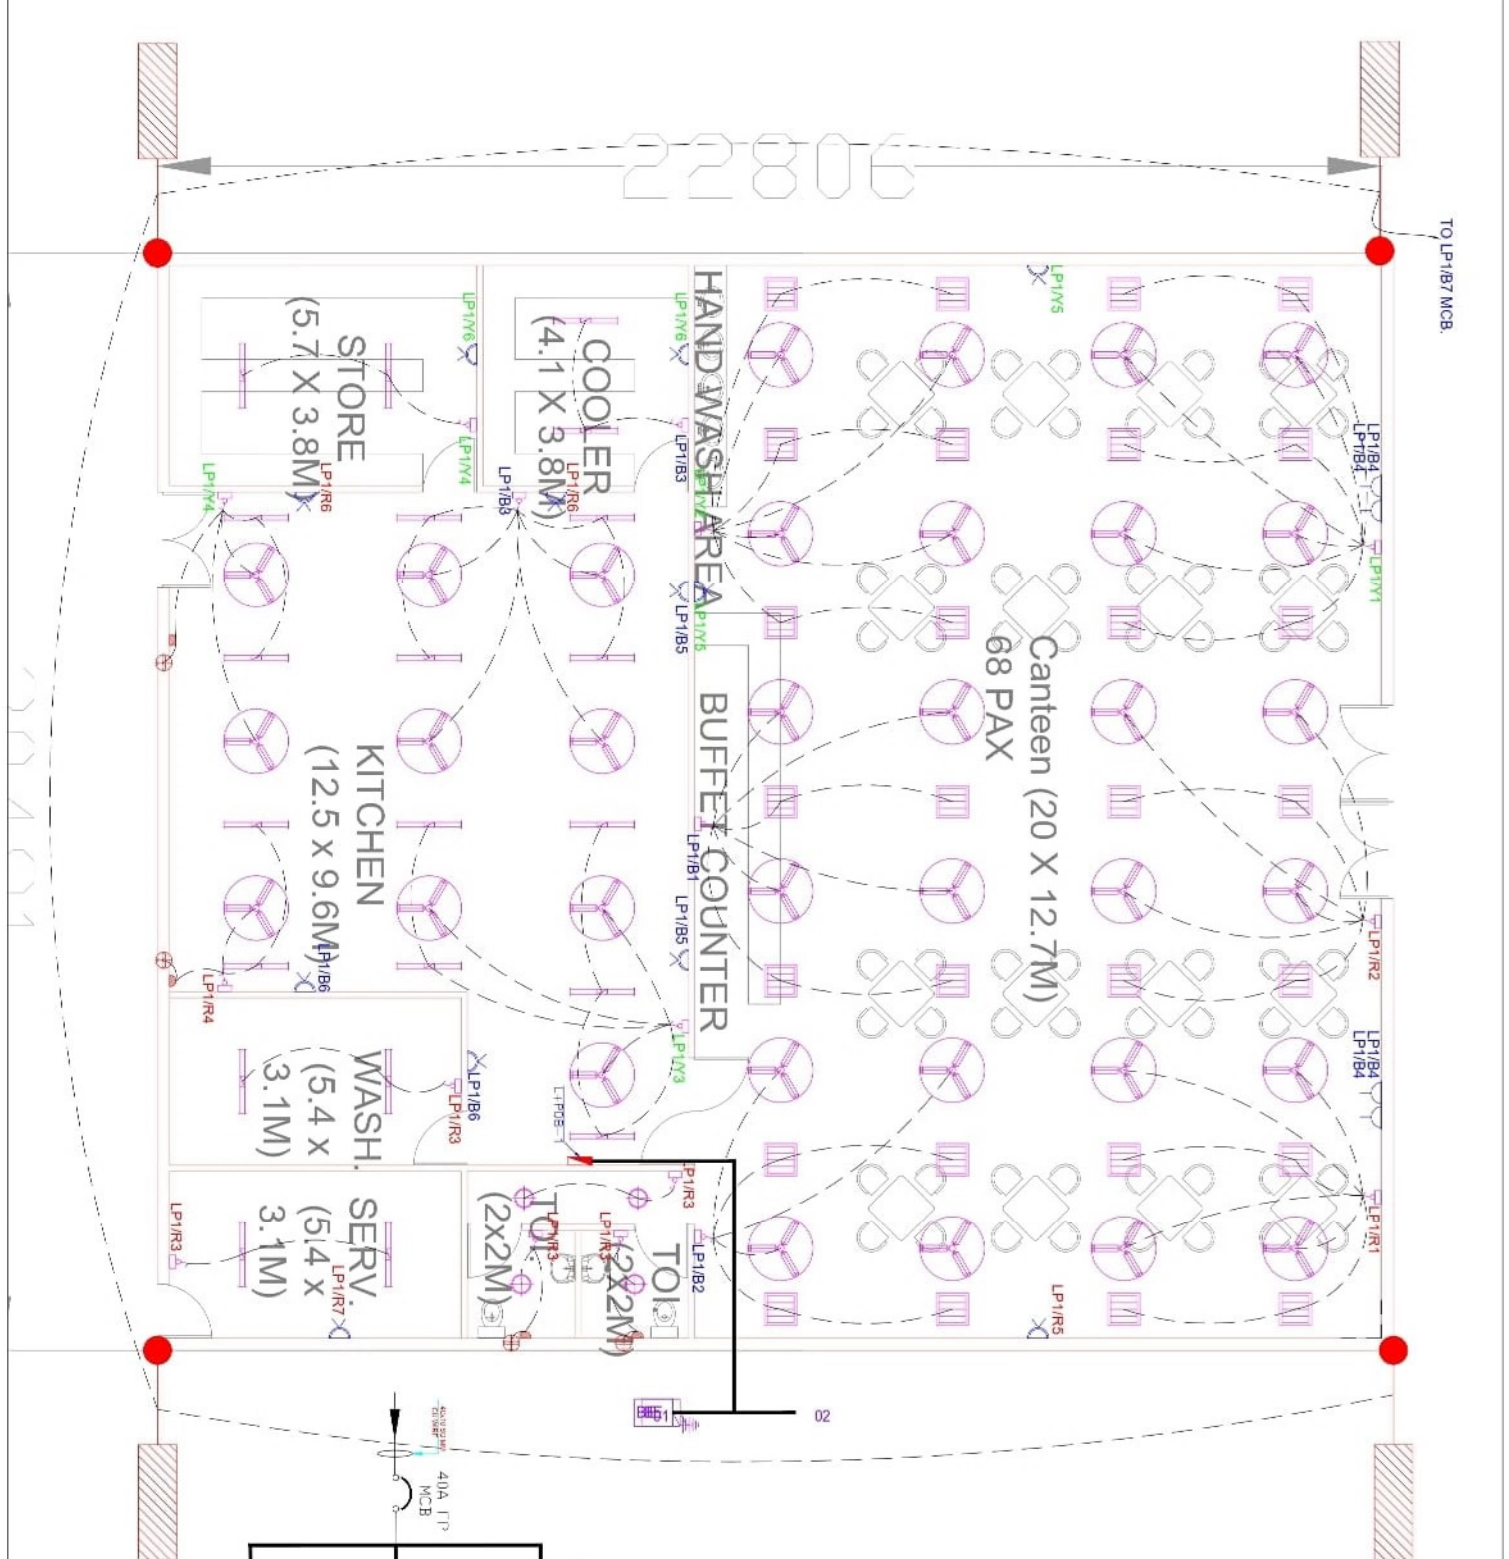 22806
TO LP1/B7 MCB.
LP1/Y5
HAND WASH AREA
LP1/Y6
LP1/Y6
STORE
(5.7 X 3.8M)
COOLER
(4.1 X 3.8M)
LP1/B4
LP1/B4
LP1/Y4
LP1/B3
LP1/Y4
LP1/R6
LP1/B3
LP1/R6
LP1/Y1
LP1/B5
LP1/Y5
Canteen (20 X 12.7M)
68 PAX
BUFFET COUNTER
KITCHEN
(12.5 x 9.6M)
LP1/B1
LP1/B5
LP1/R2
LP1/B6
LP1/R4
LP1/Y3
LP1/B4
LP1/B4
WASH.
(5.4 x
3.1M)
LP1/B6
LP1/R3
LP1/R3
LP1/R3
SERV.
(5.4 x
3.1M)
TOI
(2x2M)
LP1/R3
LP1/R3
TOI
(2X2M)
LP1/B2
LP1/R1
LP1/R7
LP1/R5
02
40A
MCB